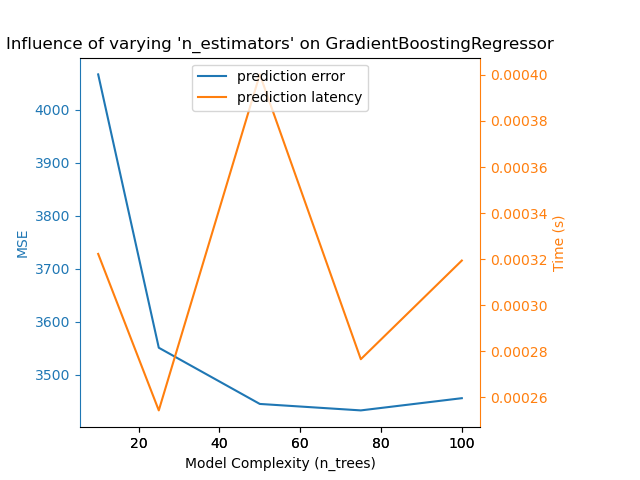 Influence of varying 'n_estimators' on GradientBoostingRegressor
prediction error
prediction latency
MSE
4000
3900
3800
3700
3600
3500
0.00040
0.00038
0.00036
0.00034
0.00032
0.00030
0.00028
0.00026
Time (s)
20 40 60 80 100
Model Complexity (n_trees)